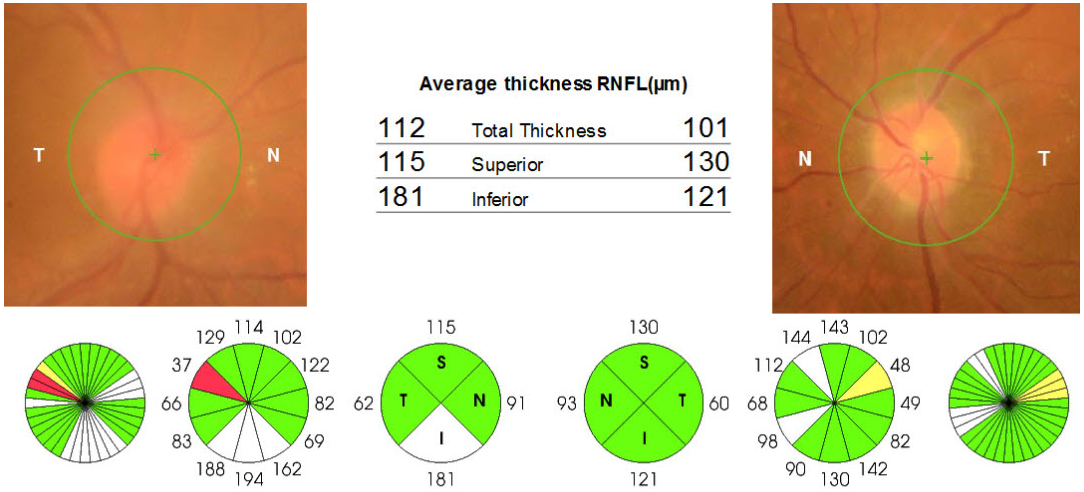 Average thickness RNFL(µm)
112 Total Thickness 101
115 Superior 130
181 Inferior 121
T N
N T
129 114 102
37 122
66 82
83 69
188 194 162
115
S
62 T N 91
I
181
130
S
93 N T 60
I
121
144 143 102
112 48
68 49
98 82
90 130 142